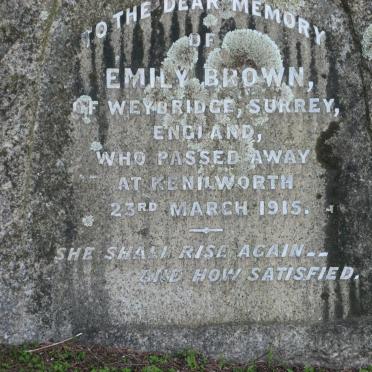 TO THE DEAR MEMORY
OF
EMILY BROWN,
OF WEYBRIDGE, SURREY,
ENGLAND,
WHO PASSED AWAY
AT KENILWORTH
23RD MARCH 1915.
SHE SHALL RISE AGAIN__
AND HOW SATISFIED.